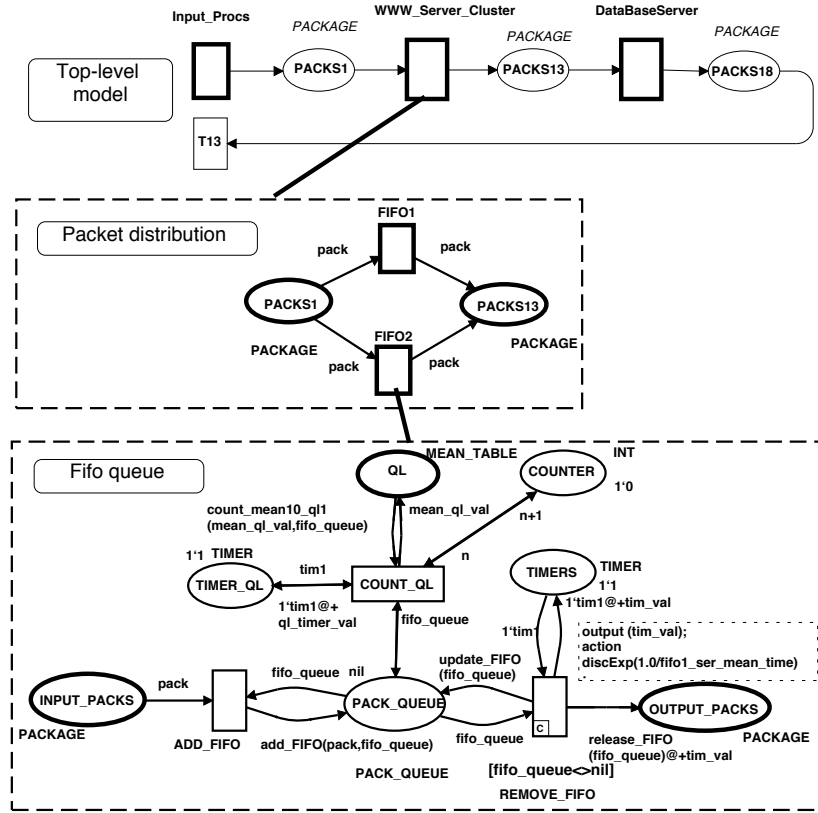 Input_Procs
PACKAGE
WWW_Server_Cluster
PACKAGE
DataBaseServer
PACKAGE
Top-level
model
PACKS1
PACKS13
PACKS18
T13
Packet distribution
FIFO1
pack
pack
PACKS1
PACKS13
PACKAGE
FIFO2
PACKAGE
pack
pack
Fifo queue
QL
MEAN_TABLE
COUNTER
INT
1‘0
count_mean10_ql1
(mean_ql_val,fifo_queue)
mean_ql_val
n+1
n
1‘1 TIMER
TIMER_QL
tim1
1‘tim1@+
ql_timer_val
COUNT_QL
fifo_queue
TIMERS
TIMER
1‘1
1‘tim1@+tim_val
1‘tim1
output (tim_val);
action
discExp(1.0/fifo1_ser_mean_time)
.
INPUT_PACKS
PACKAGE
pack
ADD_FIFO
fifo_queue
nil
PACK_QUEUE
add_FIFO(pack,fifo_queue)
PACK_QUEUE
update_FIFO
(fifo_queue)
fifo_queue
C
[fifo_queue<>nil]
REMOVE_FIFO
OUTPUT_PACKS
PACKAGE
release_FIFO
(fifo_queue)@+tim_val